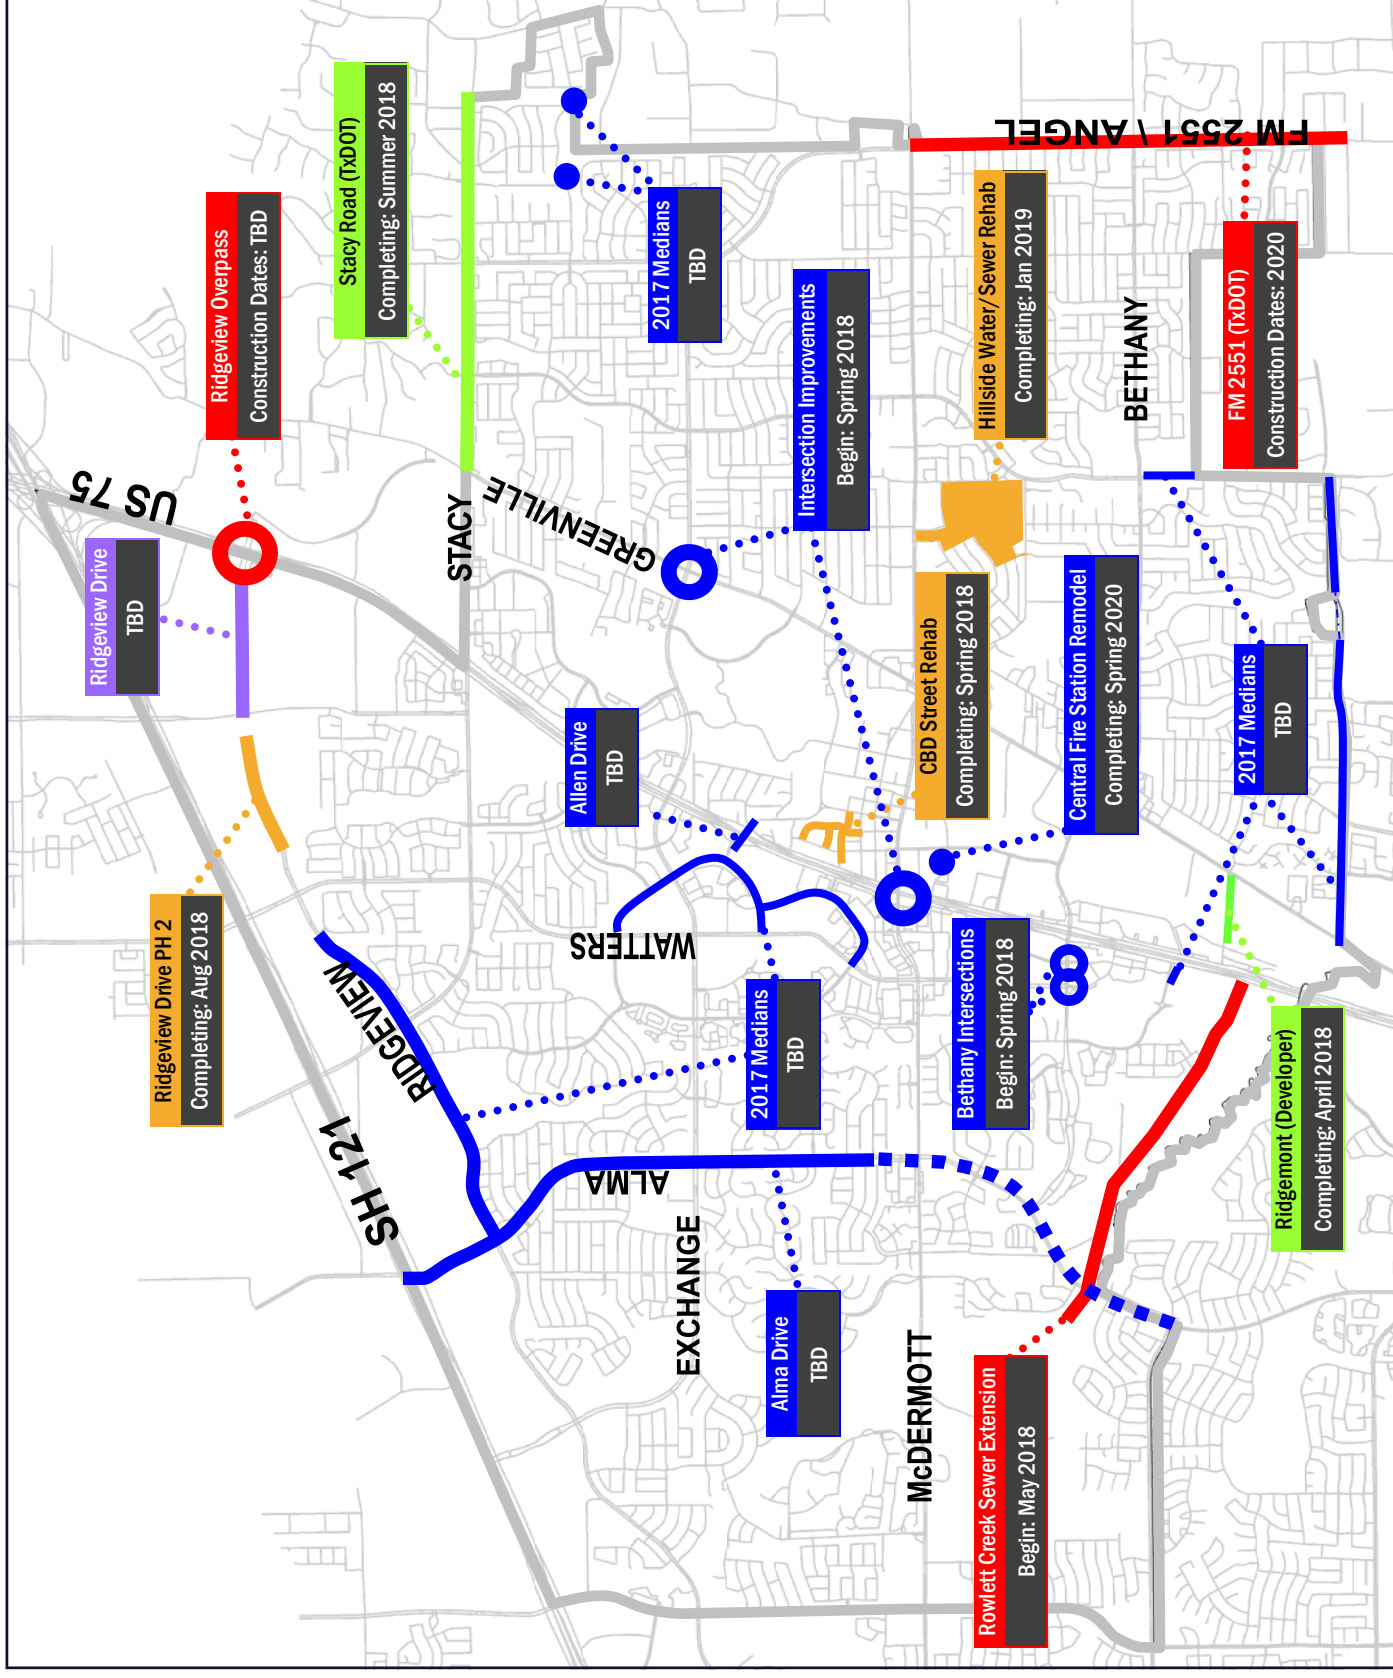 US 75
Ridgeview Overpass
Construction Dates: TBD
Stacy Road (TxDOT)
Completing: Summer 2018
Ridgeview Drive
TBD
STACY
GREENVILLE
2017 Medians
TBD
FM 2551 \ ANGEL
Intersection Improvements
Begin: Spring 2018
Hillside Water/Sewer Rehab
Completing: Jan 2019
BETHANY
FM 2551 (TxDOT)
Construction Dates: 2020
Ridgeview Drive PH 2
Completing: Aug 2018
Allen Drive
TBD
CBD Street Rehab
Completing: Spring 2018
Central Fire Station Remodel
Completing: Spring 2020
2017 Medians
TBD
RIDGEVIEW
WATTERS
2017 Medians
TBD
Bethany Intersections
Begin: Spring 2018
Ridgemont (Developer)
Completing: April 2018
SH 121
ALMA
EXCHANGE
Alma Drive
TBD
McDERMOTT
Rowlett Creek Sewer Extension
Begin: May 2018